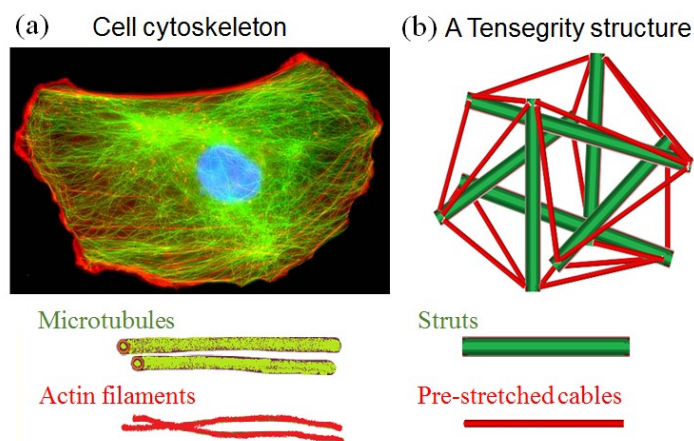 (a) Cell cytoskeleton
(b) A Tensegrity structure
Microtubules
Actin filaments
Struts
Pre-stretched cables